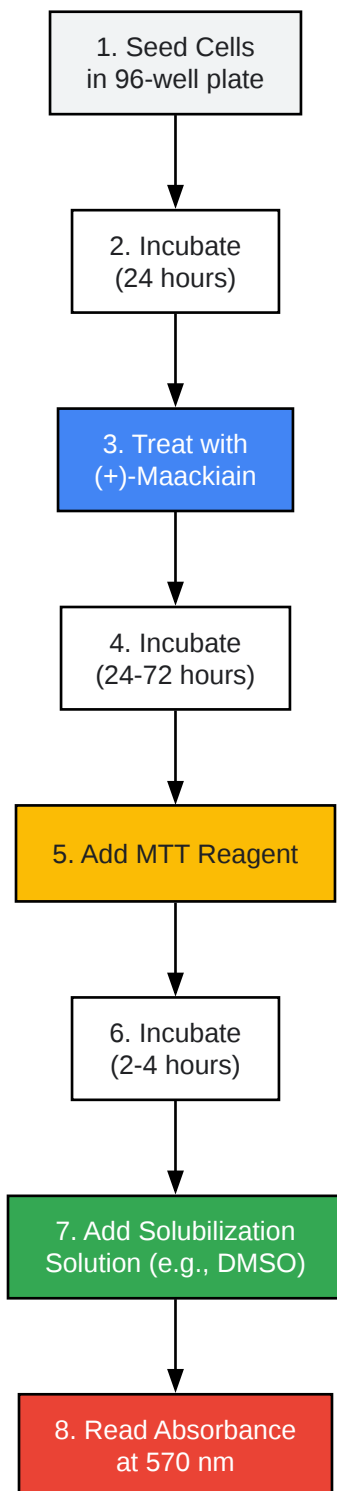 1. Seed Cells
in 96-well plate
2. Incubate
(24 hours)
3. Treat with
(+)-Maackiain
4. Incubate
(24-72 hours)
5. Add MTT Reagent
6. Incubate
(2-4 hours)
7. Add Solubilization
Solution (e.g., DMSO)
8. Read Absorbance
at 570 nm